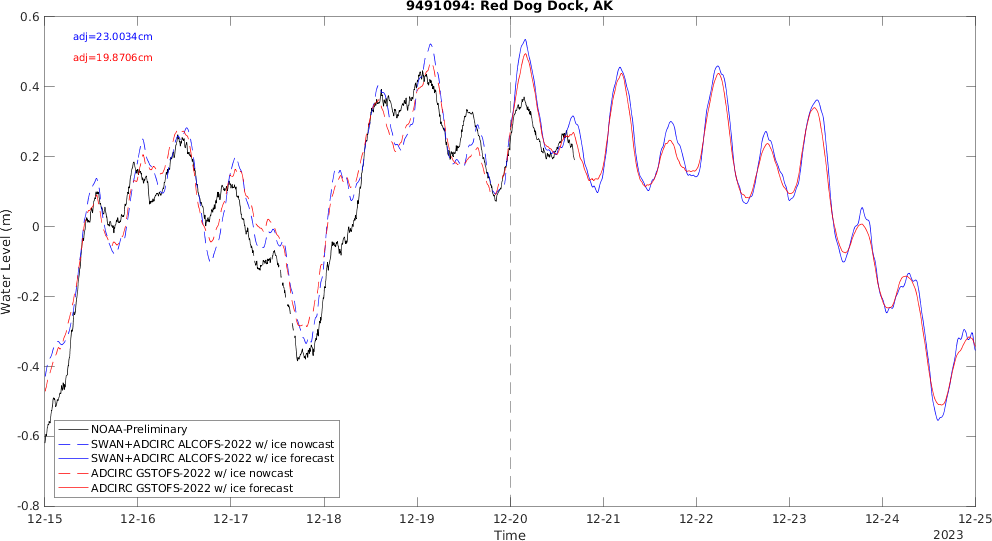 9491094: Red Dog Dock, AK
adj=23.0034cm
adj=19.8706cm
Water Level (m)
0.6
0.4
0.2
0
-0.2
-0.4
-0.6
-0.8
NOAA-Preliminary
SWAN+ADCIRC ALCOFS-2022 w/ ice nowcast
SWAN+ADCIRC ALCOFS-2022 w/ ice forecast
ADCIRC GSTOFS-2022 w/ ice nowcast
ADCIRC GSTOFS-2022 w/ ice forecast
12-15 12-16 12-17 12-18 12-19 12-20 12-21 12-22 12-23 12-24 12-25
Time
2023